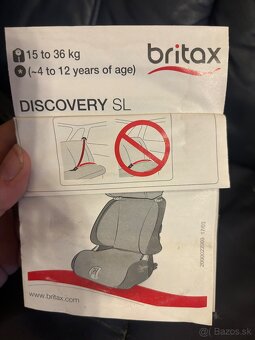 15 to 36 kg
(~4 to 12 years of age)
britax
DISCOVERY SL
www.britax.com
© Bazos.sk